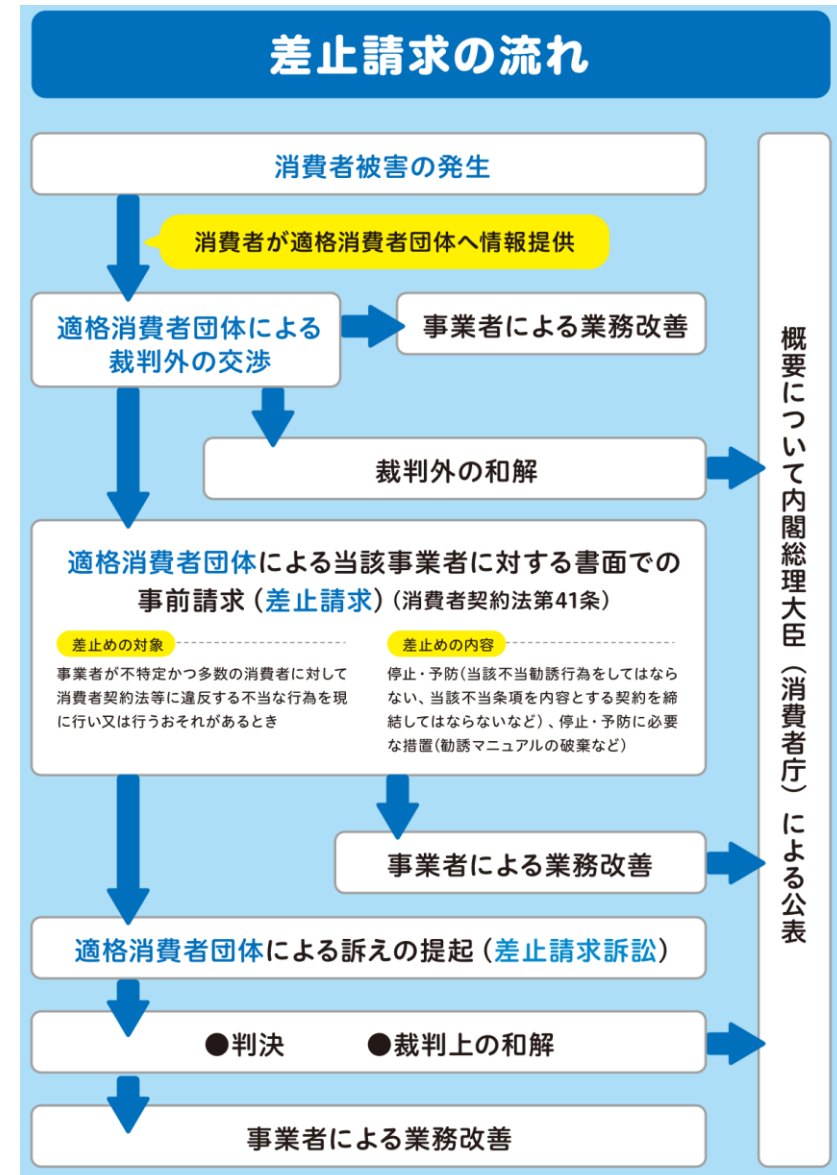 差止請求の流れ
消費者被害の発生
消費者が適格消費者団体へ情報提供
適格消費者団体による
裁判外の交渉
事業者による業務改善
裁判外の和解
適格消費者団体による当該事業者に対する書面での
事前請求（差止請求）（消費者契約法第41条）
差止めの対象
事業者が不特定かつ多数の消費者に対して
消費者契約法等に違反する不当な行為を現
に行い又は行うおそれがあるとき
差止めの内容
停止・予防(当該不当勧誘行為をしてはなら
ない、当該不当条項を内容とする契約を締
結してはならないなど）、停止・予防に必要
な措置(勧誘マニュアルの破棄など）
事業者による業務改善
適格消費者団体による訴えの提起（差止請求訴訟）
●判決 ●裁判上の和解
事業者による業務改善
概要について内閣総理大臣（消費者庁）による公表